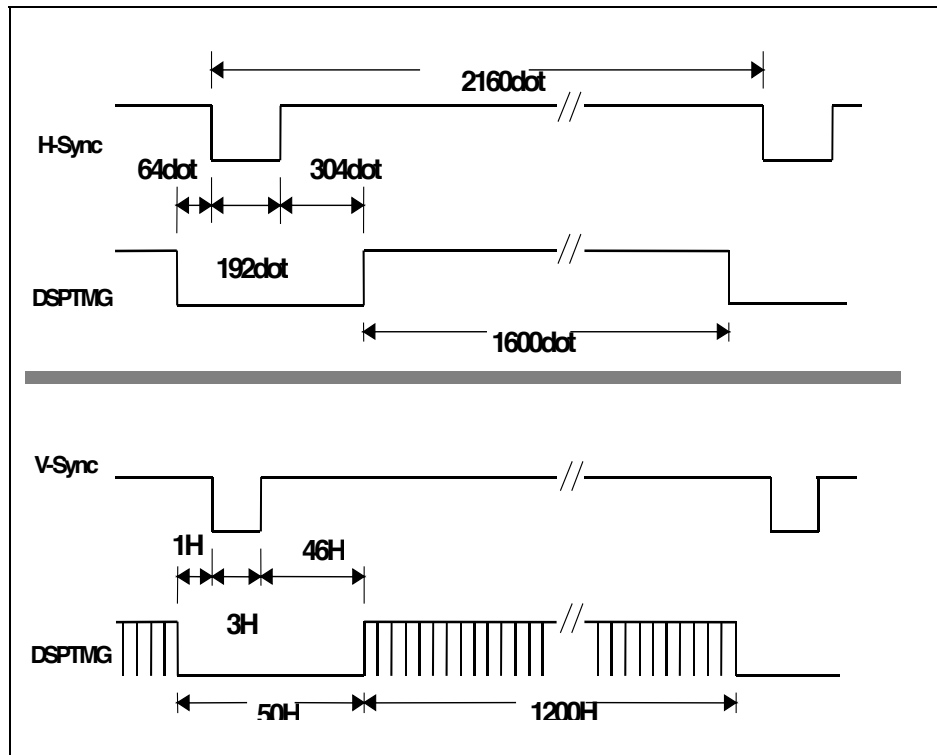 2160dot
H-Sync
64dot 304dot
192dot
DSPTMG
1600dot
V-Sync
1H 46H
3H
DSPTMG
50H 1200H